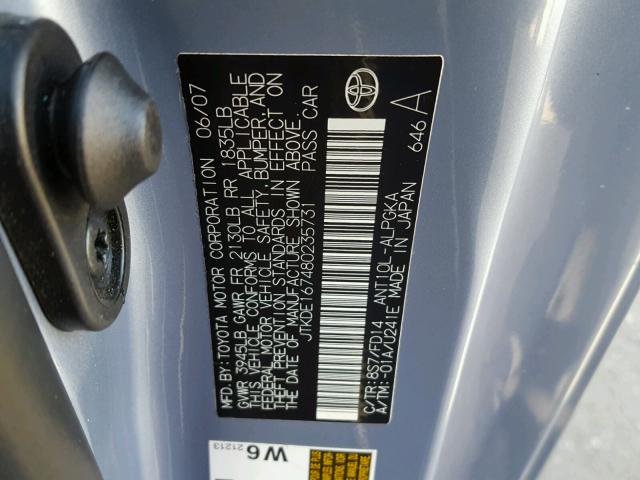 MFD.BY:TOYOTA MOTOR CORPORATION 06/07
GVWR 3945LB GAWR FR 2130LB RR 1835LB
THIS VEHICLE CONFORMS TO ALL APPLICABLE
FEDERAL MOTOR VEHICLE SAFETY, BUMPER, AND
THEFT PREVENTION STANDARDS IN EFFECT ON
THE DATE OF MANUFACTURE SHOWN ABOVE.
JTKDE167480235731 PASS CAR
C/TR:8S7/FD14 ANT10L-ALPGKA
A/TM:-01A/U241E MADE IN JAPAN
646 A
W6
21213